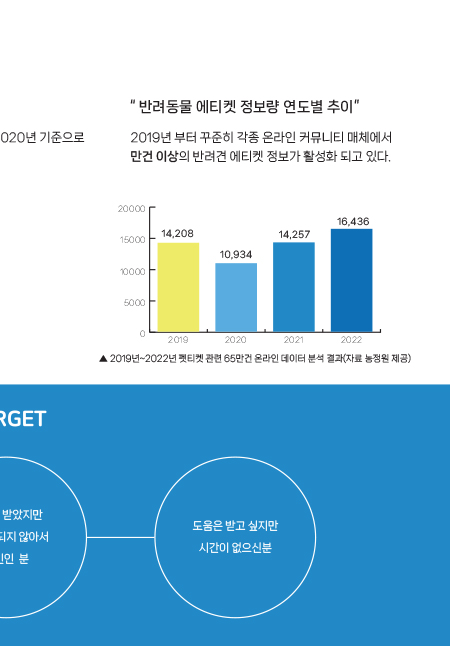 “ 반려동물 에티켓 정보량 연도별 추이”
020년 기준으로
2019년 부터 꾸준히 각종 온라인 커뮤니티 매체에서
만건 이상의 반려견 에티켓 정보가 활성화 되고 있다.
20000
15000
10000
5000
0
14,208
10,934
14,257
16,436
2019 2020 2021 2022
▲ 2019년~2022년 펫티켓 관련 65만건 온라인 데이터 분석 결과(자료 농정원 제공)
RGET
받았지만
되지 않아서
인 분
도움은 받고 싶지만
시간이 없으신분